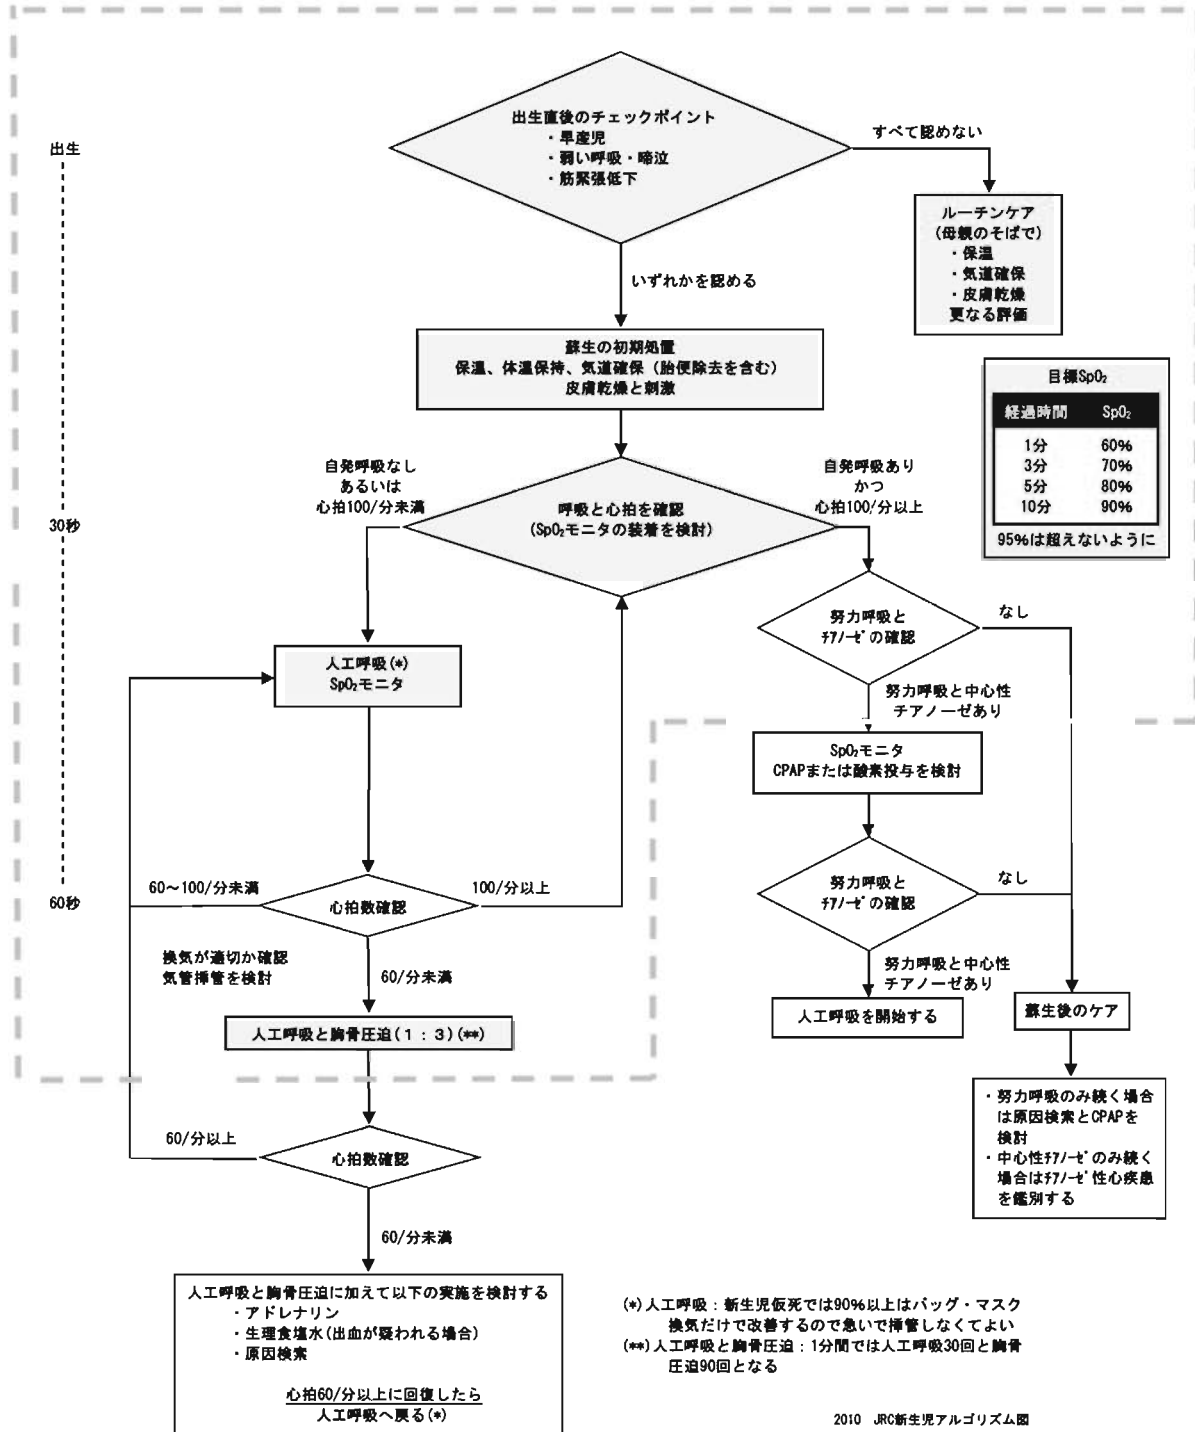 出生直後のチェックポイント
・早産児
・弱い呼吸・啼泣
・筋緊張低下
すべて認めない
出生
ルーチンケア
(母親のそばで)
・保温
・気道確保
・皮膚乾燥
更なる評価
いずれかを認める
蘇生の初期処置
保温、体温保持、気道確保（胎便除去を含む）
皮膚乾燥と刺激
目標SpO₂
経過時間 SpO₂
1分 60%
3分 70%
5分 80%
10分 90%
95%は超えないように
自発呼吸なし
あるいは
心拍100/分未満
自発呼吸あり
かつ
心拍100/分以上
30秒
呼吸と心拍を確認
(SpO₂モニタの装着を検討)
努力呼吸と
ﾁｱﾉｰｾﾞの確認
なし
人工呼吸(*)
SpO₂モニタ
努力呼吸と中心性
チアノーゼあり
SpO₂モニタ
CPAPまたは酸素投与を検討
60～100/分未満
100/分以上
60秒
心拍数確認
努力呼吸と
ﾁｱﾉｰｾﾞの確認
なし
換気が適切か確認
気管挿管を検討
60/分未満
努力呼吸と中心性
チアノーゼあり
人工呼吸を開始する
蘇生後のケア
人工呼吸と胸骨圧迫(1：3)(**)
・努力呼吸のみ続く場合
は原因検索とCPAPを
検討
・中心性ﾁｱﾉｰｾﾞのみ続く
場合はﾁｱﾉｰｾﾞ性心疾患
を鑑別する
60/分以上
心拍数確認
60/分未満
人工呼吸と胸骨圧迫に加えて以下の実施を検討する
・アドレナリン
・生理食塩水(出血が疑われる場合)
・原因検索
心拍60/分以上に回復したら
人工呼吸へ戻る(*)
(*)人工呼吸：新生児仮死では90%以上はバッグ・マスク
換気だけで改善するので急いで挿管しなくてよい
(**)人工呼吸と胸骨圧迫：1分間では人工呼吸30回と胸骨
圧迫90回となる
2010 JRC新生児アルゴリズム図